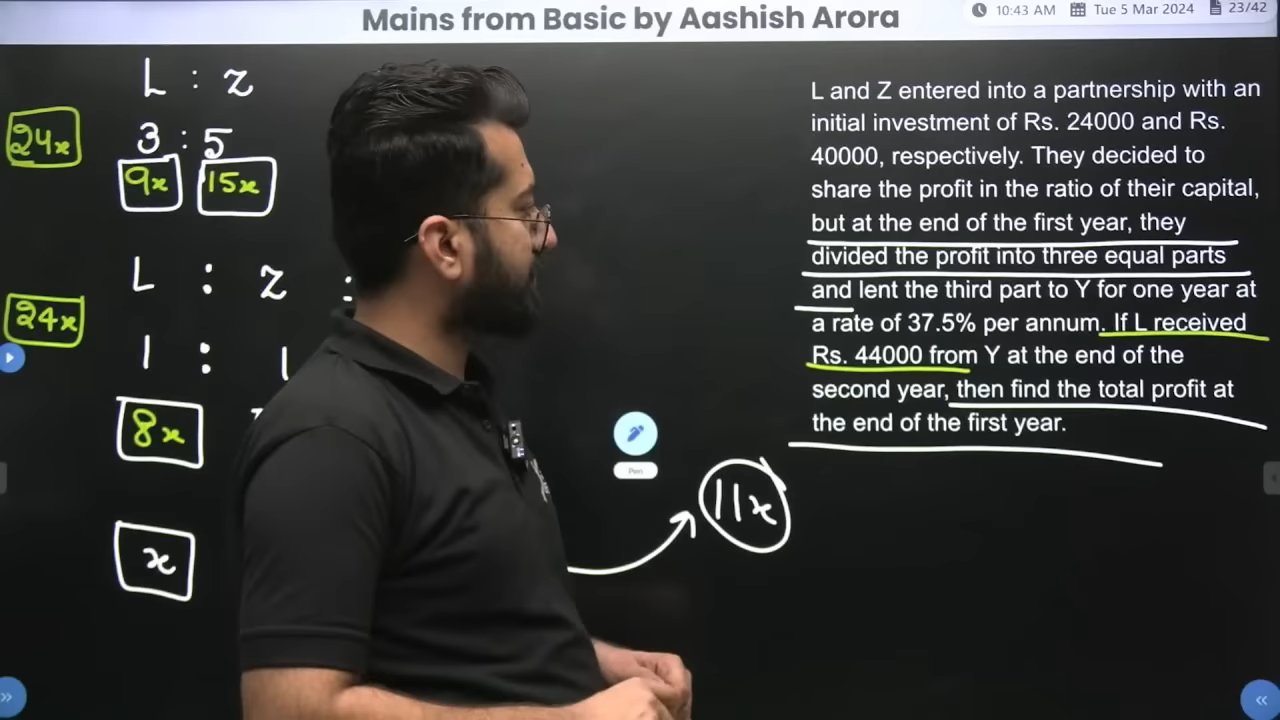 Mains from Basic by Aashish Arora
10:43 AM Tue 5 Mar 2024 23/42
L : Z
3 : 5
24x
9x 15x
L : Z :
24x
1 : 1
8x
x
11x
Pen
L and Z entered into a partnership with an
initial investment of Rs. 24000 and Rs.
40000, respectively. They decided to
share the profit in the ratio of their capital,
but at the end of the first year, they
divided the profit into three equal parts
and lent the third part to Y for one year at
a rate of 37.5% per annum. If L received
Rs. 44000 from Y at the end of the
second year, then find the total profit at
the end of the first year.